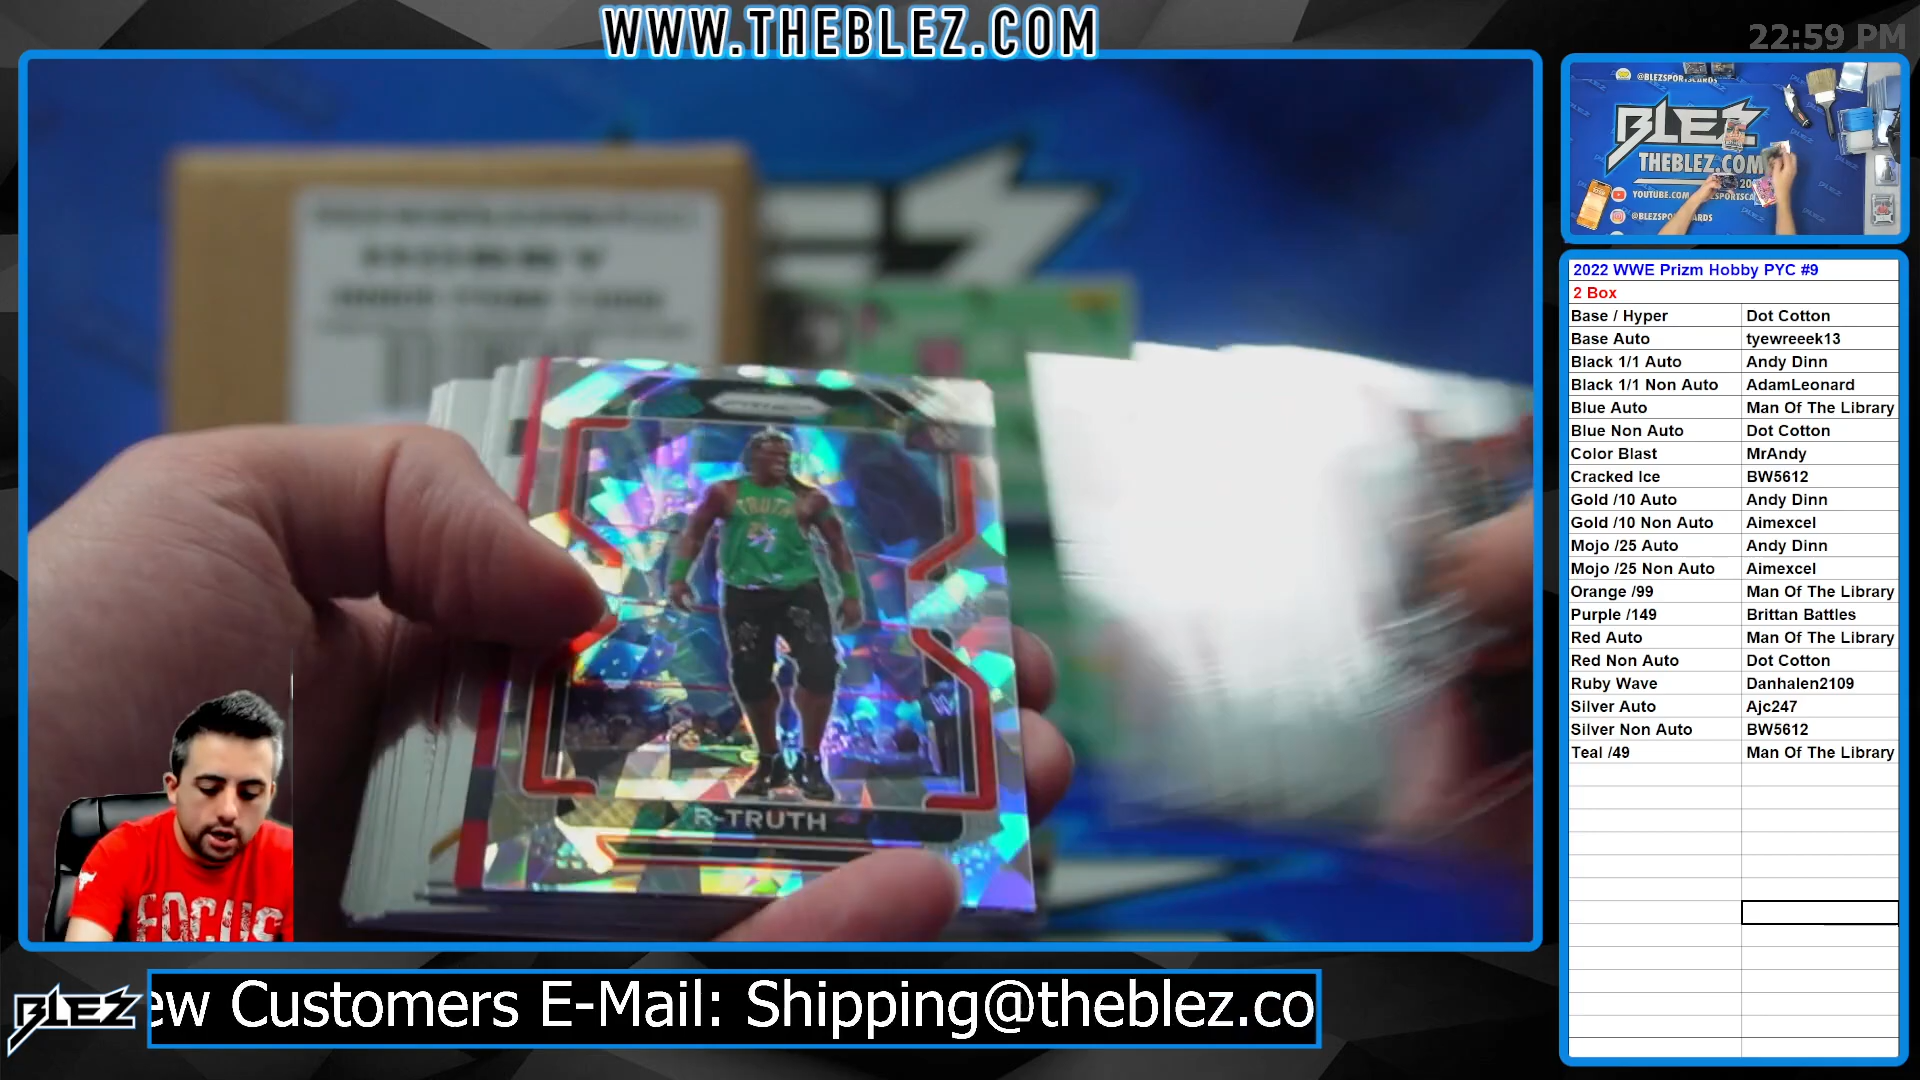 WWW.THEBLEZ.COM
22:59 PM
@BLEZSPORTSCARDS
BLEZ
THEBLEZ.COM
YOUTUBE.COM
@BLEZSPO
CARDS
2022 WWE Prizm Hobby PYC #9
2 Box
Base / Hyper Dot Cotton
Base Auto tyewreeek13
Black 1/1 Auto Andy Dinn
Black 1/1 Non Auto AdamLeonard
Blue Auto Man Of The Library
Blue Non Auto Dot Cotton
Color Blast MrAndy
Cracked Ice BW5612
Gold /10 Auto Andy Dinn
Gold /10 Non Auto Aimexcel
Mojo /25 Auto Andy Dinn
Mojo /25 Non Auto Aimexcel
Orange /99 Man Of The Library
Purple /149 Brittan Battles
Red Auto Man Of The Library
Red Non Auto Dot Cotton
Ruby Wave Danhalen2109
Silver Auto Ajc247
Silver Non Auto BW5612
Teal /49 Man Of The Library
TRUTH
R-TRUTH
FOCUS
BLEZ
ew Customers E-Mail: Shipping@theblez.co